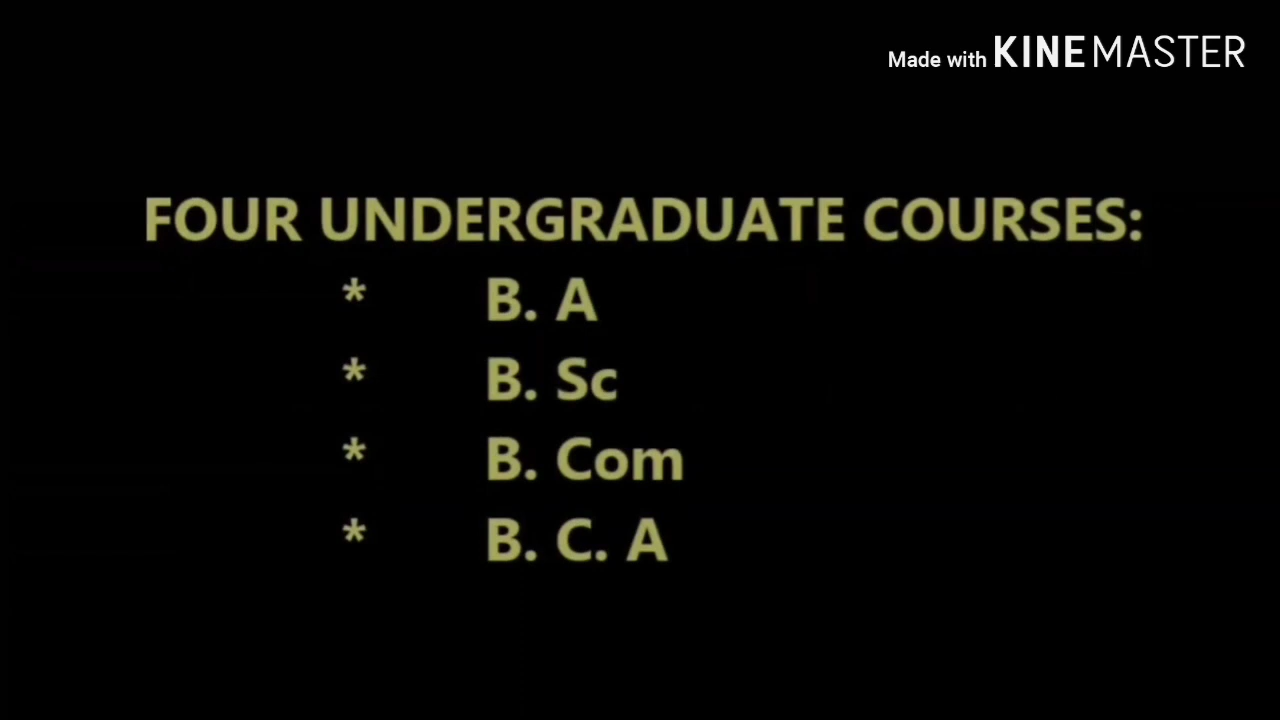 Made with KINEMASTER
FOUR UNDERGRADUATE COURSES:
* B. A
* B. Sc
* B. Com
* B. C. A